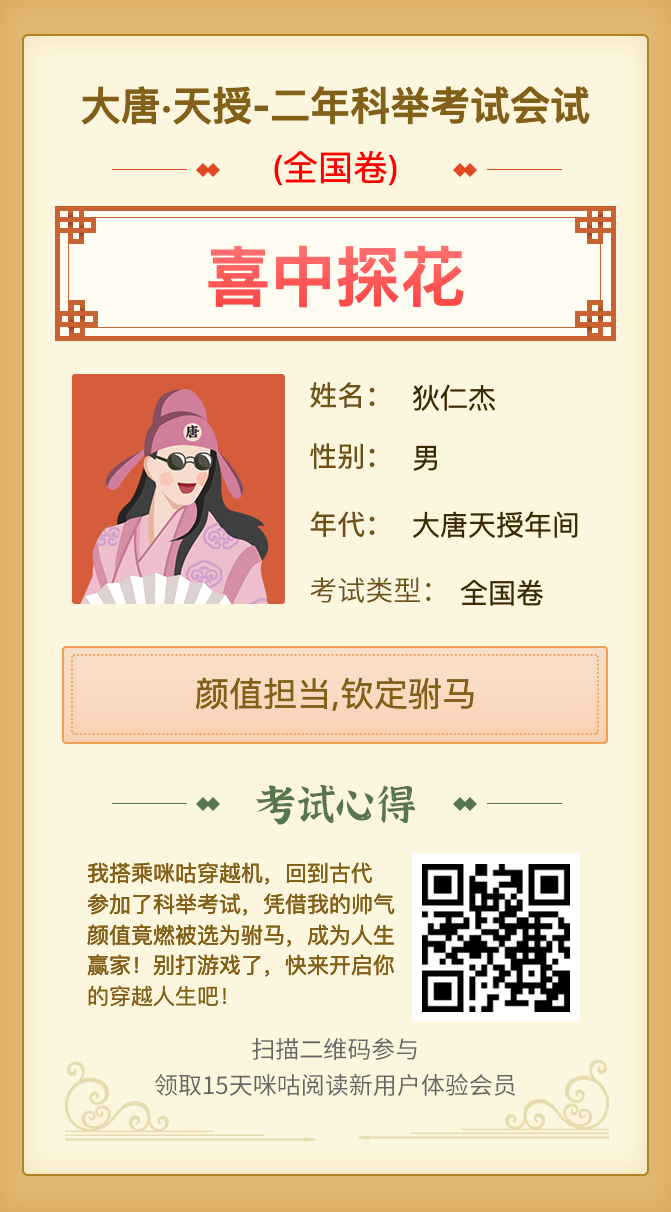 大唐·天授-二年科举考试会试
(全国卷)
喜中探花
唐
姓名： 狄仁杰
性别： 男
年代： 大唐天授年间
考试类型： 全国卷
颜值担当,钦定驸马
考试心得
我搭乘咪咕穿越机，回到古代
参加了科举考试，凭借我的帅气
颜值竟燃被选为驸马，成为人生
赢家！别打游戏了，快来开启你
的穿越人生吧！
扫描二维码参与
领取15天咪咕阅读新用户体验会员